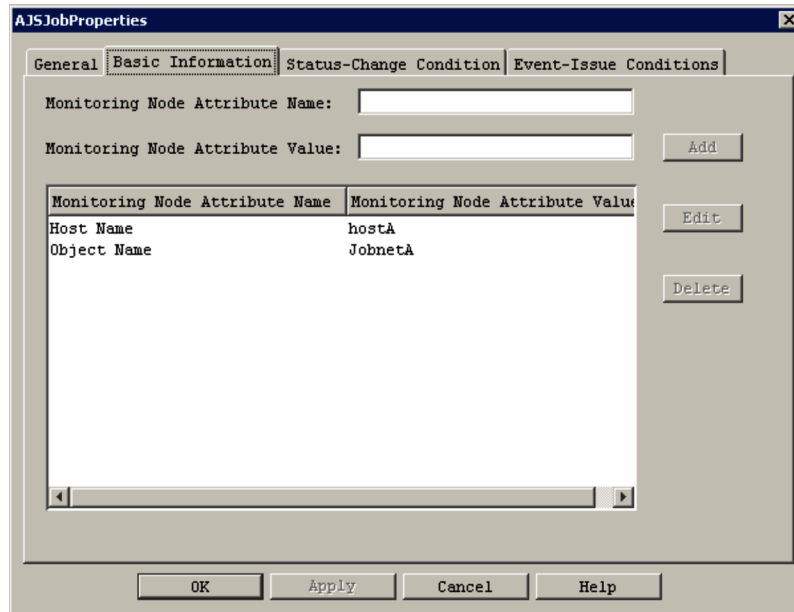 AJSJobProperties
General Basic Information Status-Change Condition Event-Issue Conditions
Monitoring Node Attribute Name:
Monitoring Node Attribute Value: Add
Monitoring Node Attribute Name Monitoring Node Attribute Value
Edit
Host Name hostA
Object Name JobnetA
Delete
OK Apply Cancel Help